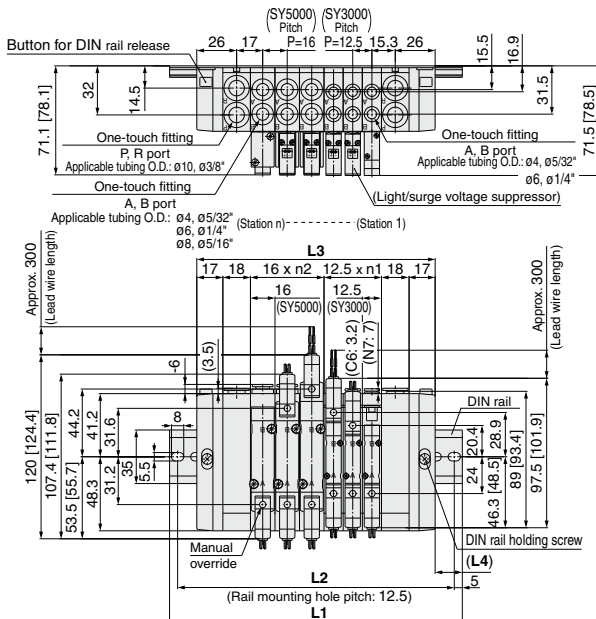 (SY5000) (SY3000)
Pitch Pitch
Button for DIN rail release
26 17 P=16 P=12.5 15.3 26
15.5
16.9
71.1 [78.1]
32
14.5
31.5
71.5 [78.5]
One-touch fitting
P, R port
Applicable tubing O.D.: ø10, ø3/8"
One-touch fitting
A, B port
Applicable tubing O.D.: ø4, ø5/32"
ø6, ø1/4"
One-touch fitting
A, B port
Applicable tubing O.D.: ø4, ø5/32"
ø6, ø1/4"
ø8, ø5/16"
(Light/surge voltage suppressor)
(Station n) - - - - - - - - - - - (Station 1)
L3
17 18 16 x n2 12.5 x n1 18 17
16 12.5
(SY5000) (SY3000)
Approx. 300
(Lead wire length)
Approx. 300
(Lead wire length)
-6
(3.5)
(C6: 3.2)
(N7: 7)
DIN rail
120 [124.4]
107.4 [111.8]
53.5 [55.7]
44.2
41.2
31.6
8
35
5.5
31.2
48.3
20.4
28.9
24
46.3 [48.5]
89 [93.4]
97.5 [101.9]
B B B B B
A A A A A
Manual
override
DIN rail holding screw
(L4)
L2
5
(Rail mounting hole pitch: 12.5)
L1